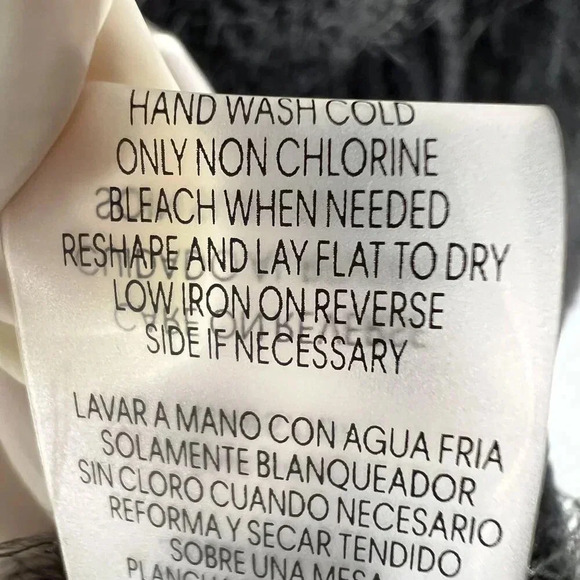 HAND WASH COLD
ONLY NON CHLORINE
BLEACH WHEN NEEDED
RESHAPE AND LAY FLAT TO DRY
LOW IRON ON REVERSE
SIDE IF NECESSARY
LAVAR A MANO CON AGUA FRIA
SOLAMENTE BLANQUEADOR
SIN CLORO CUANDO NECESARIO
REFORMA Y SECAR TENDIDO
SOBRE UNA MESA